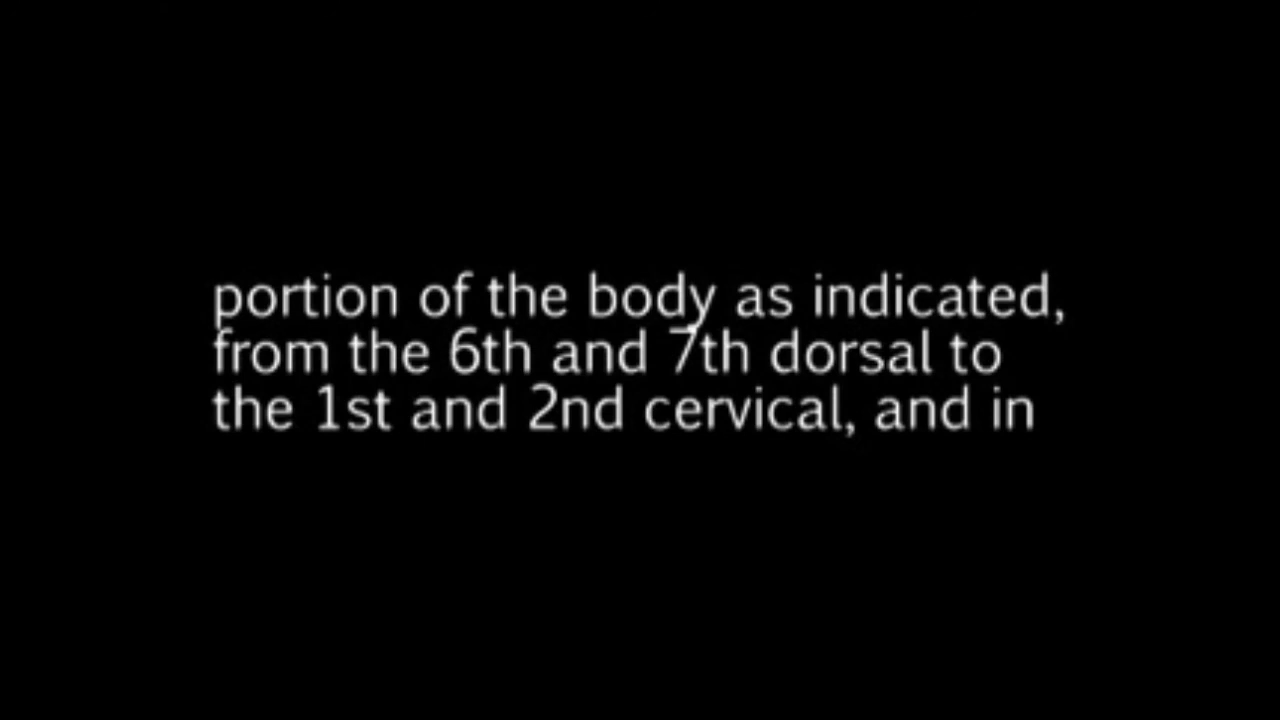 portion of the body as indicated,
from the 6th and 7th dorsal to
the 1st and 2nd cervical, and in